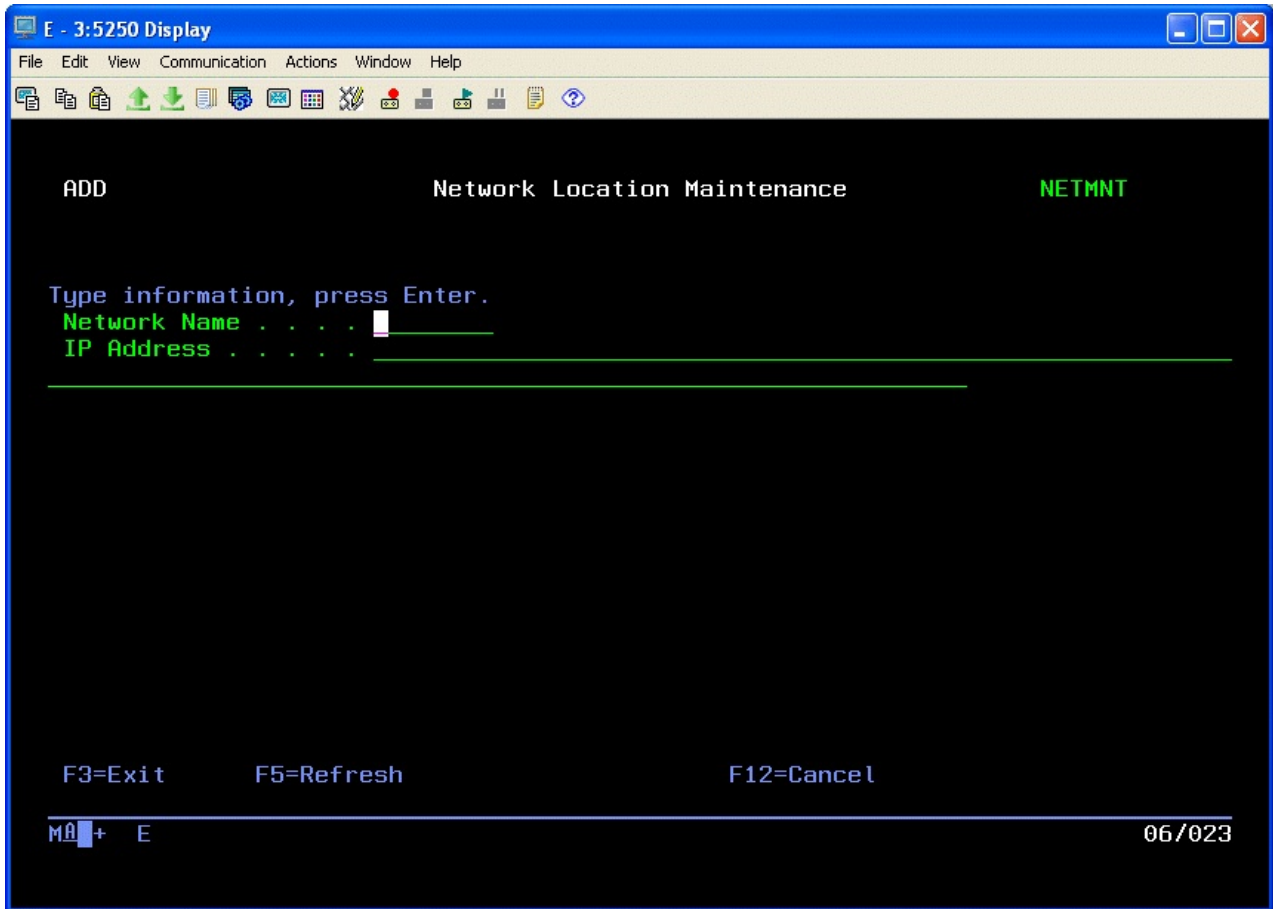 E - 3:5250 Display
File Edit View Communication Actions Window Help
ADD Network Location Maintenance NETMNT
Type information, press Enter.
Network Name . . . .
IP Address . . . . .
F3=Exit F5=Refresh F12=Cancel
MA + E 06/023